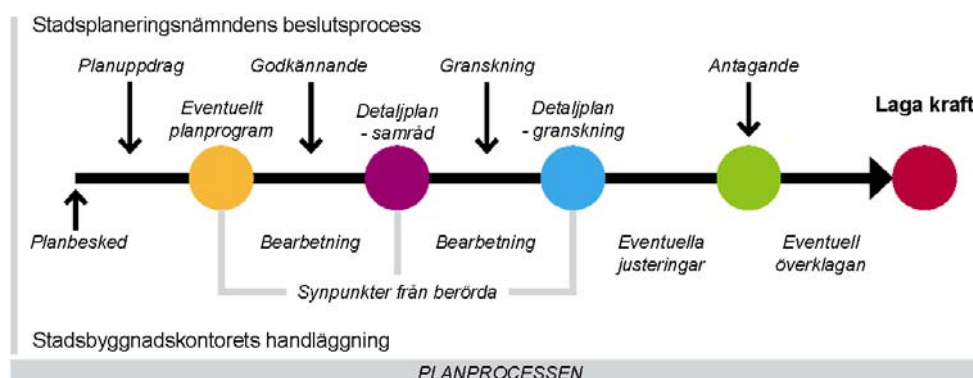 Stadsplaneringsnämndens beslutsprocess
Planuppdrag
Godkännande
Granskning
Antagande
Eventuellt
planprogram
Detaljplan
- samråd
Detaljplan
- granskning
Laga kraft
Planbesked
Bearbetning
Bearbetning
Eventuella
justeringar
Eventuell
överklagan
Synpunkter från berörda
Stadsbyggnadskontorets handläggning
PLANPROCESSEN